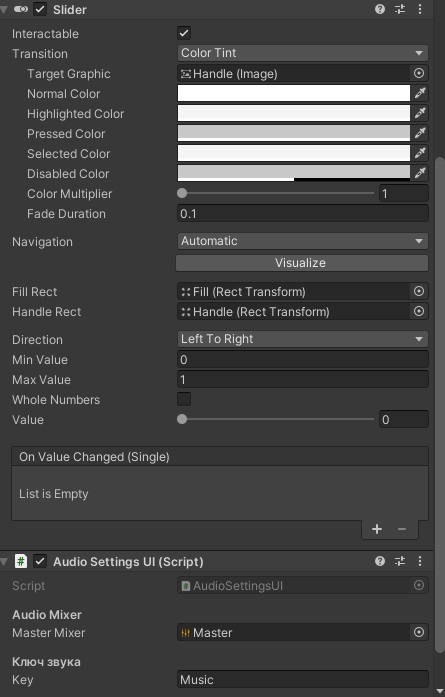 Slider
Interactable
Transition Color Tint
Target Graphic Handle (Image)
Normal Color
Highlighted Color
Pressed Color
Selected Color
Disabled Color
Color Multiplier 1
Fade Duration 0.1
Navigation Automatic
Visualize
Fill Rect Fill (Rect Transform)
Handle Rect Handle (Rect Transform)
Direction Left To Right
Min Value 0
Max Value 1
Whole Numbers
Value 0
On Value Changed (Single)
List is Empty
+ −
# Audio Settings UI (Script)
Script AudioSettingsUI
Audio Mixer
Master Mixer Master
Ключ звука
Key Music